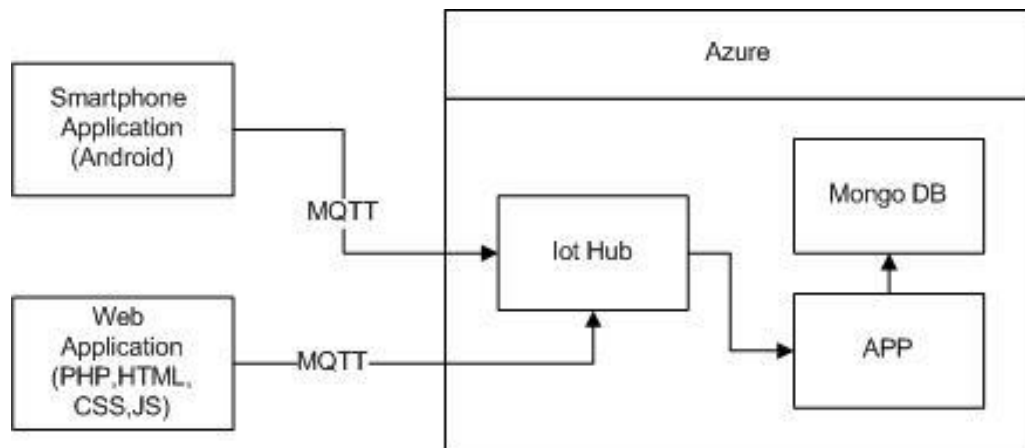 Azure
Smartphone
Application
(Android)
MQTT
Iot Hub
Mongo DB
Web
Application
(PHP,HTML,
CSS,JS)
MQTT
APP